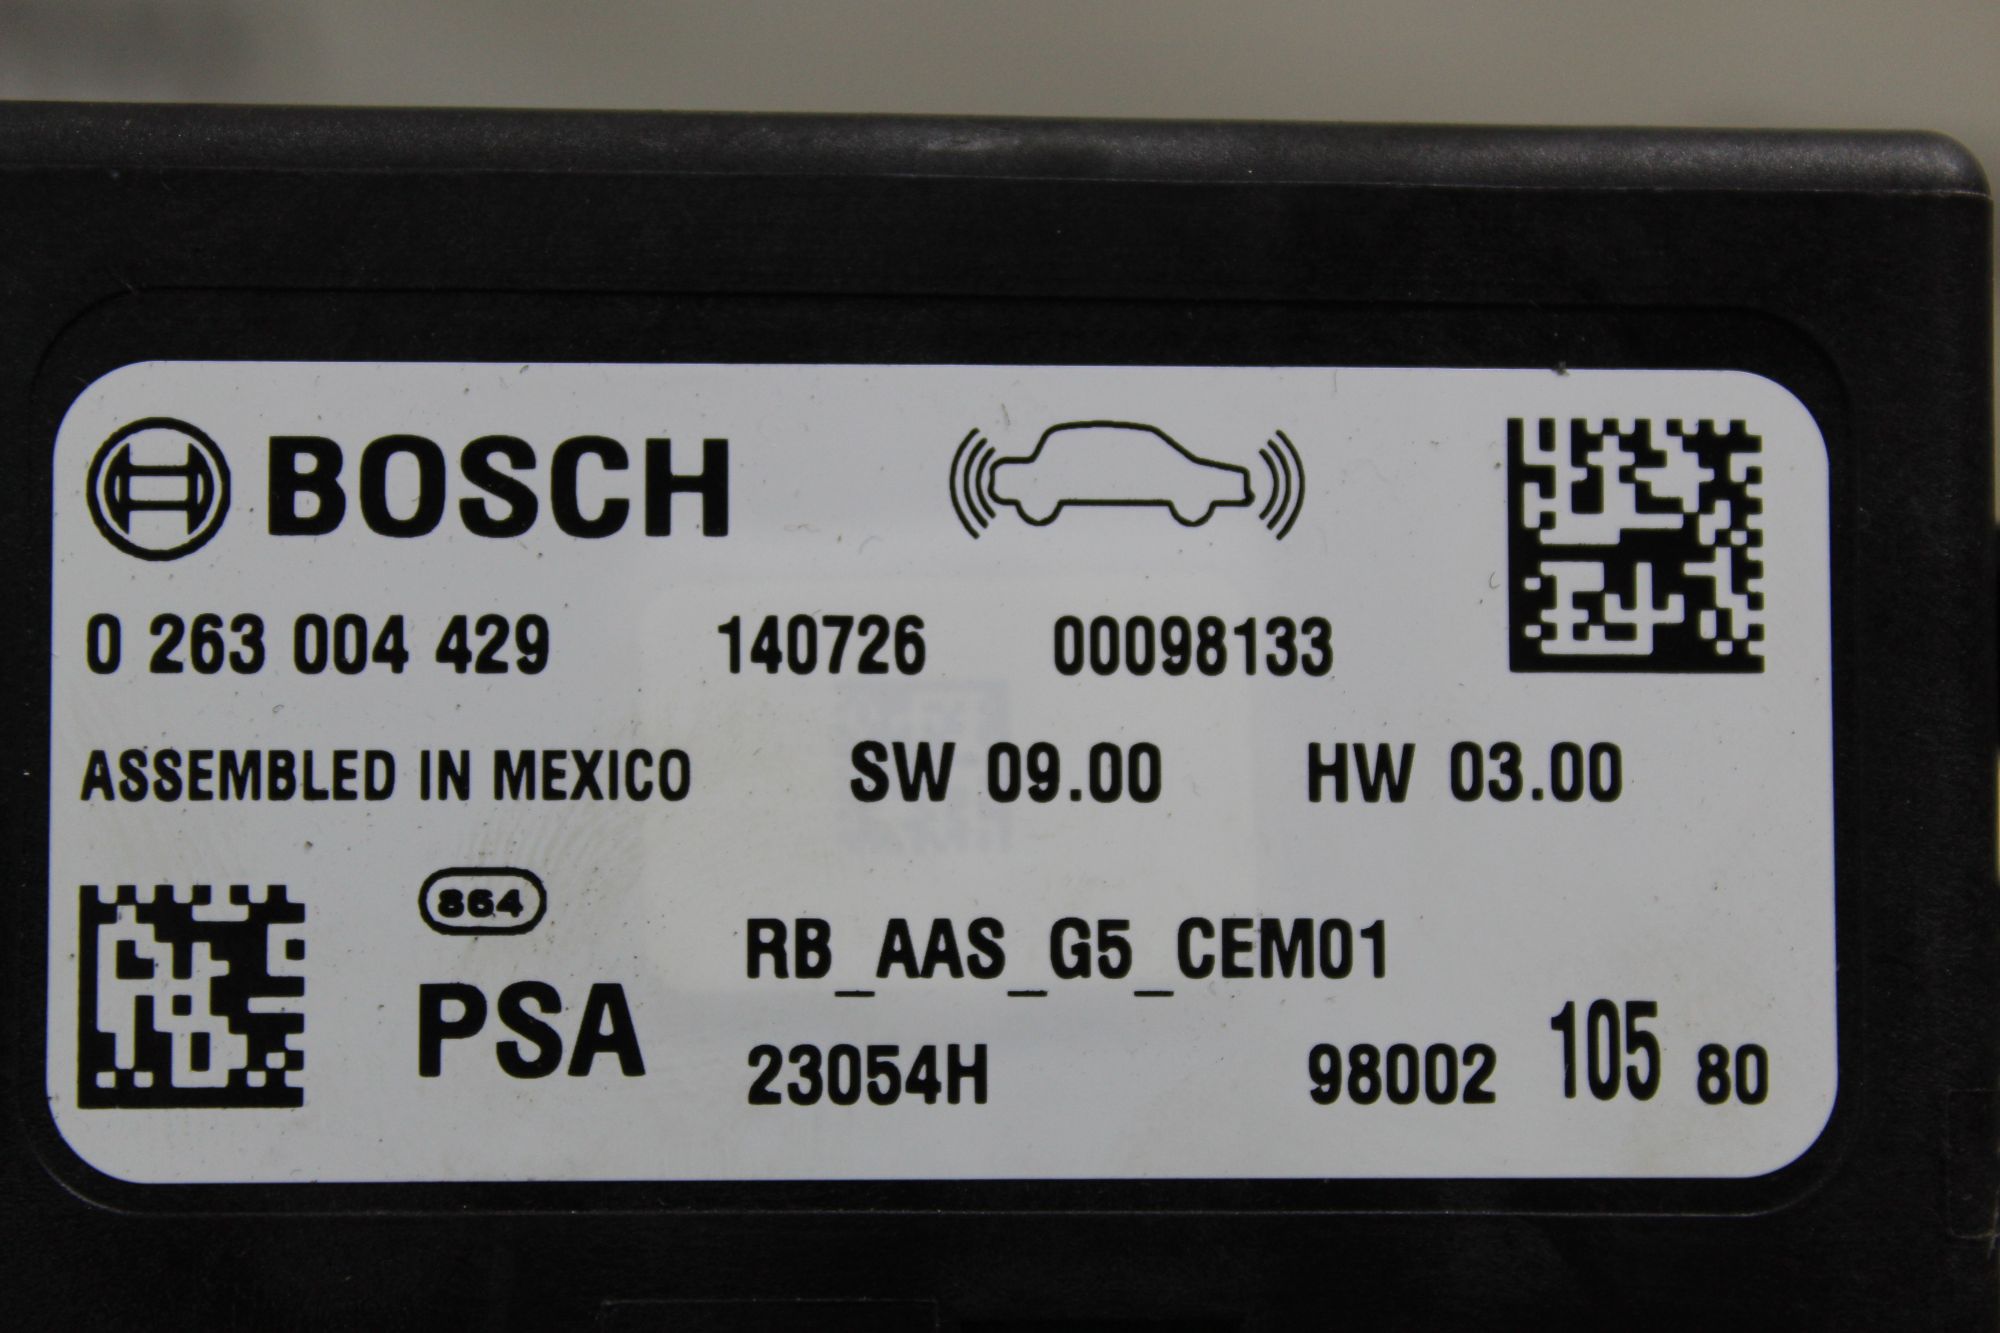 BOSCH
0 263 004 429 140726 00098133
ASSEMBLED IN MEXICO SW 09.00 HW 03.00
864
RB_AAS_G5_CEM01
PSA
23054H 98002 105 80